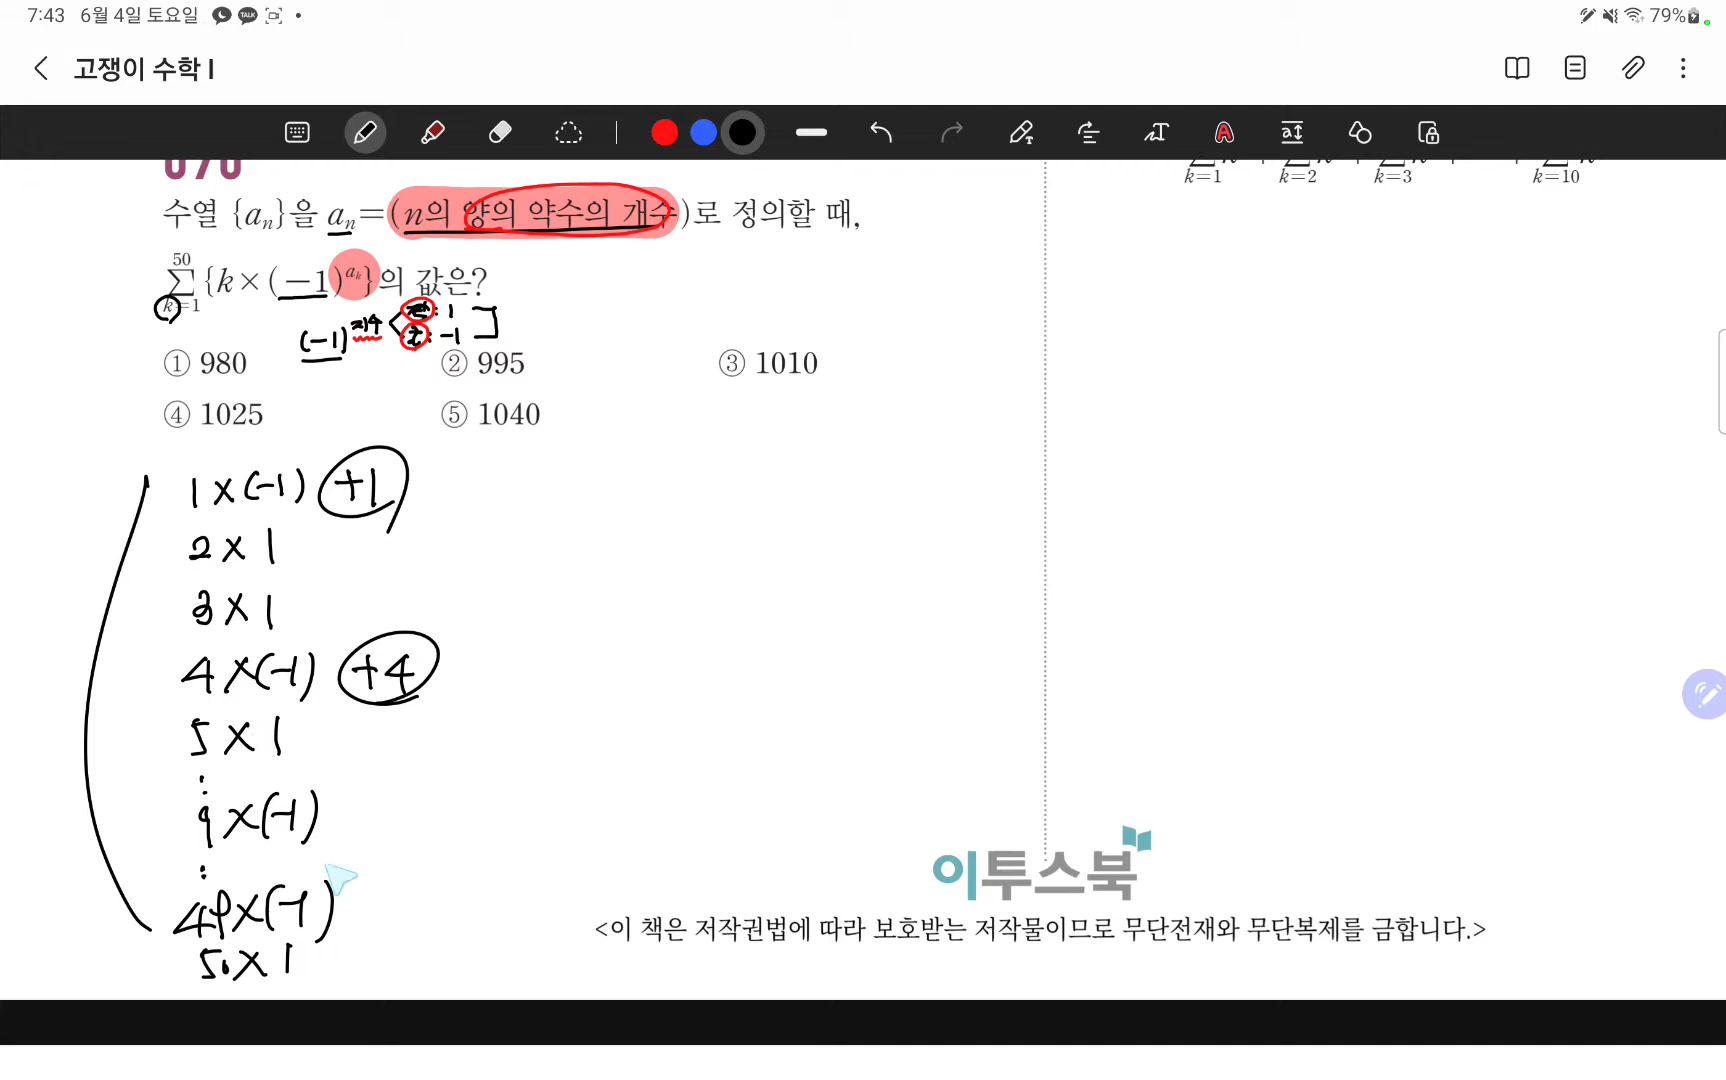 7:43 6월 4일 토요일 TALK 79%
고쟁이 수학 I
수열 {aₙ}을 aₙ=(n의 양의 약수의 개수)로 정의할 때,
50
∑ {k×(−1)^{aₖ}}의 값은?
k=1
(-1)^지수 < 짝: 1
홀: -1
① 980 ② 995 ③ 1010
④ 1025 ⑤ 1040
1×(-1) +1
2×1
3×1
4×(-1) +4
5×1
⋮
9×(-1)
⋮
49×(-1)
50×1
k=1 k=2 k=3 k=10
이투스북
<이 책은 저작권법에 따라 보호받는 저작물이므로 무단전재와 무단복제를 금합니다.>